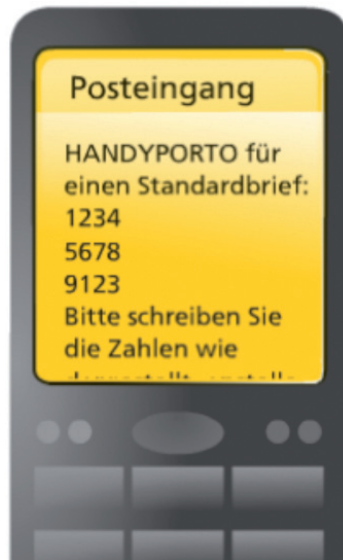 Posteingang
HANDYPORTO für
einen Standardbrief:
1234
5678
9123
Bitte schreiben Sie
die Zahlen wie